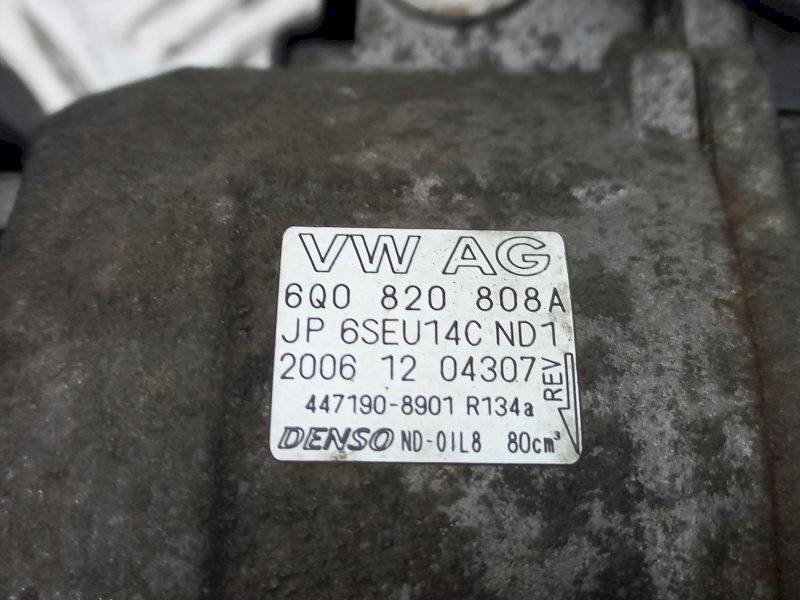 VW AG
6Q0 820 808A
JP 6SEU14C ND1
2006 12 04307
REV
447190-8901 R134a
DENSO ND-OIL8 80cm³